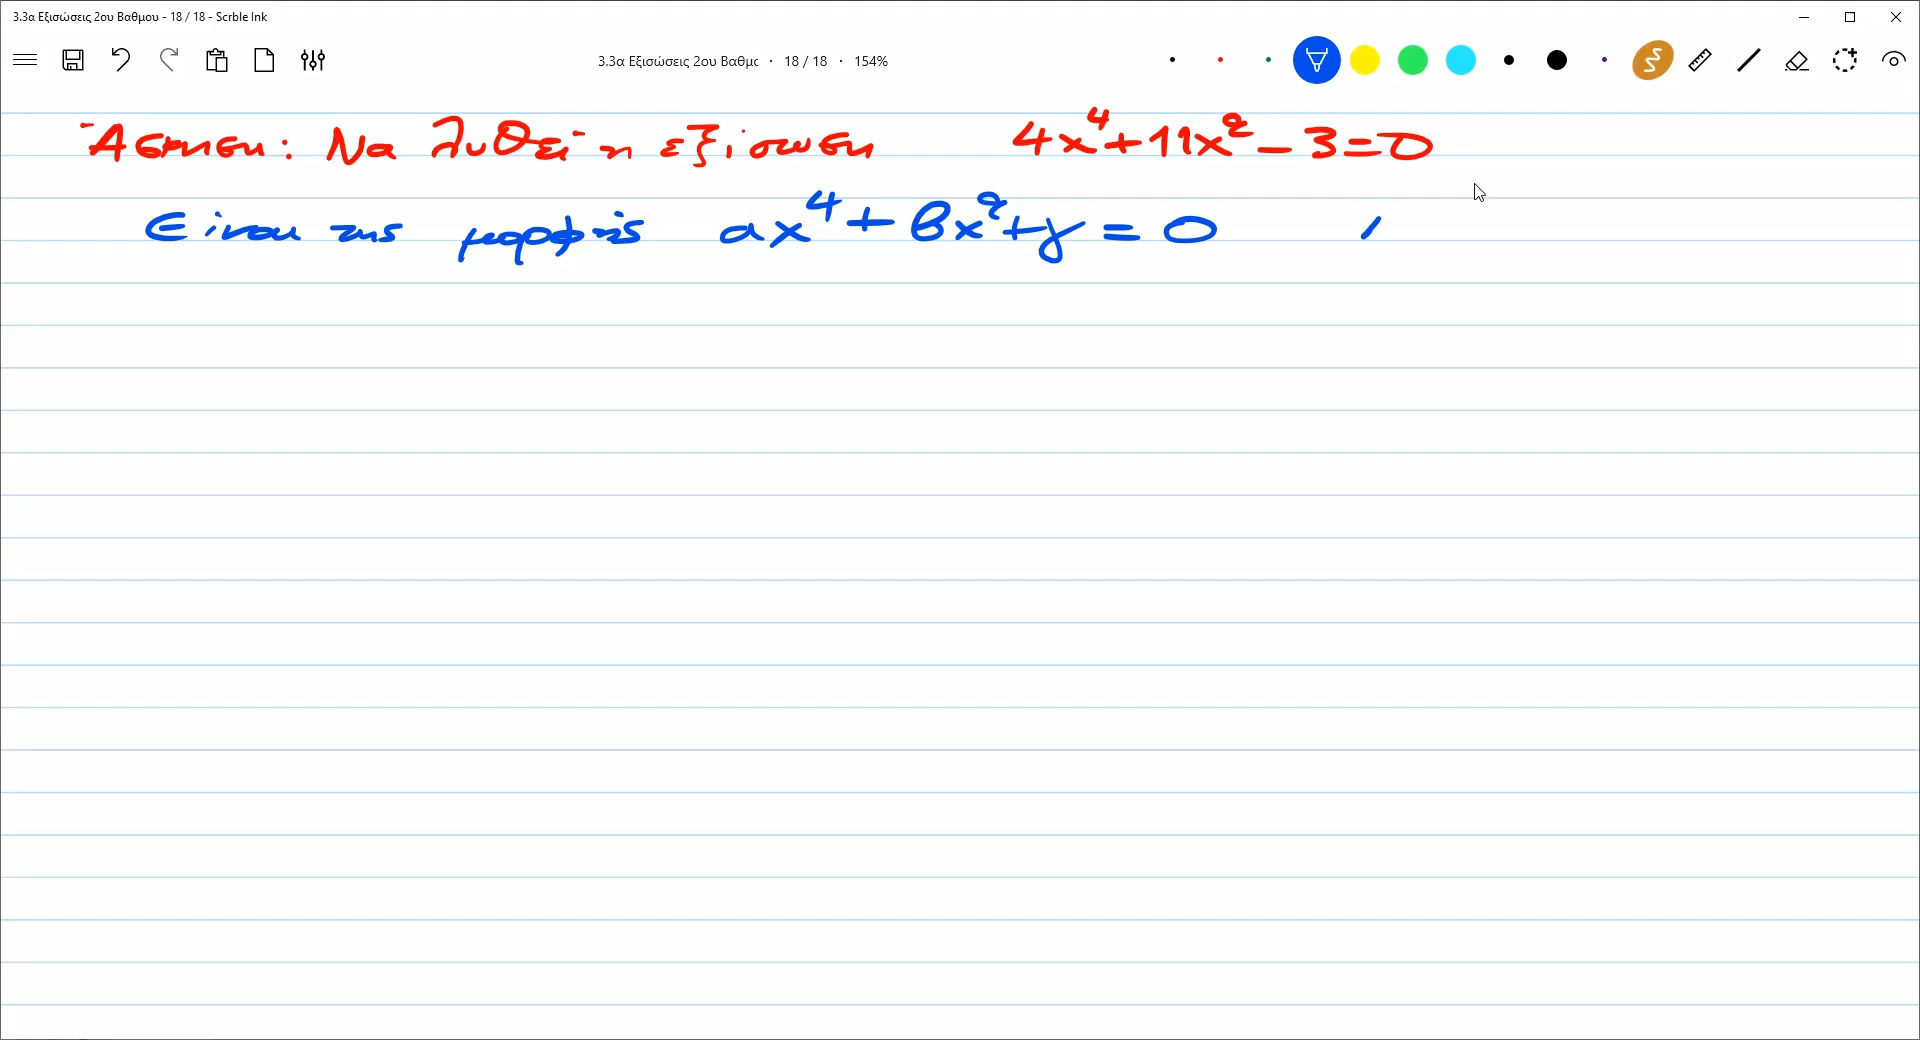 3.3α Εξισώσεις 2ου Βαθμου - 18 / 18 - Scrble Ink
3.3α Εξισώσεις 2ου Βαθμο · 18 / 18 · 154%
Άσκηση: Να λυθεί η εξίσωση 4x⁴+11x²-3=0
Είναι της μορφής αx⁴+βx²+γ=0